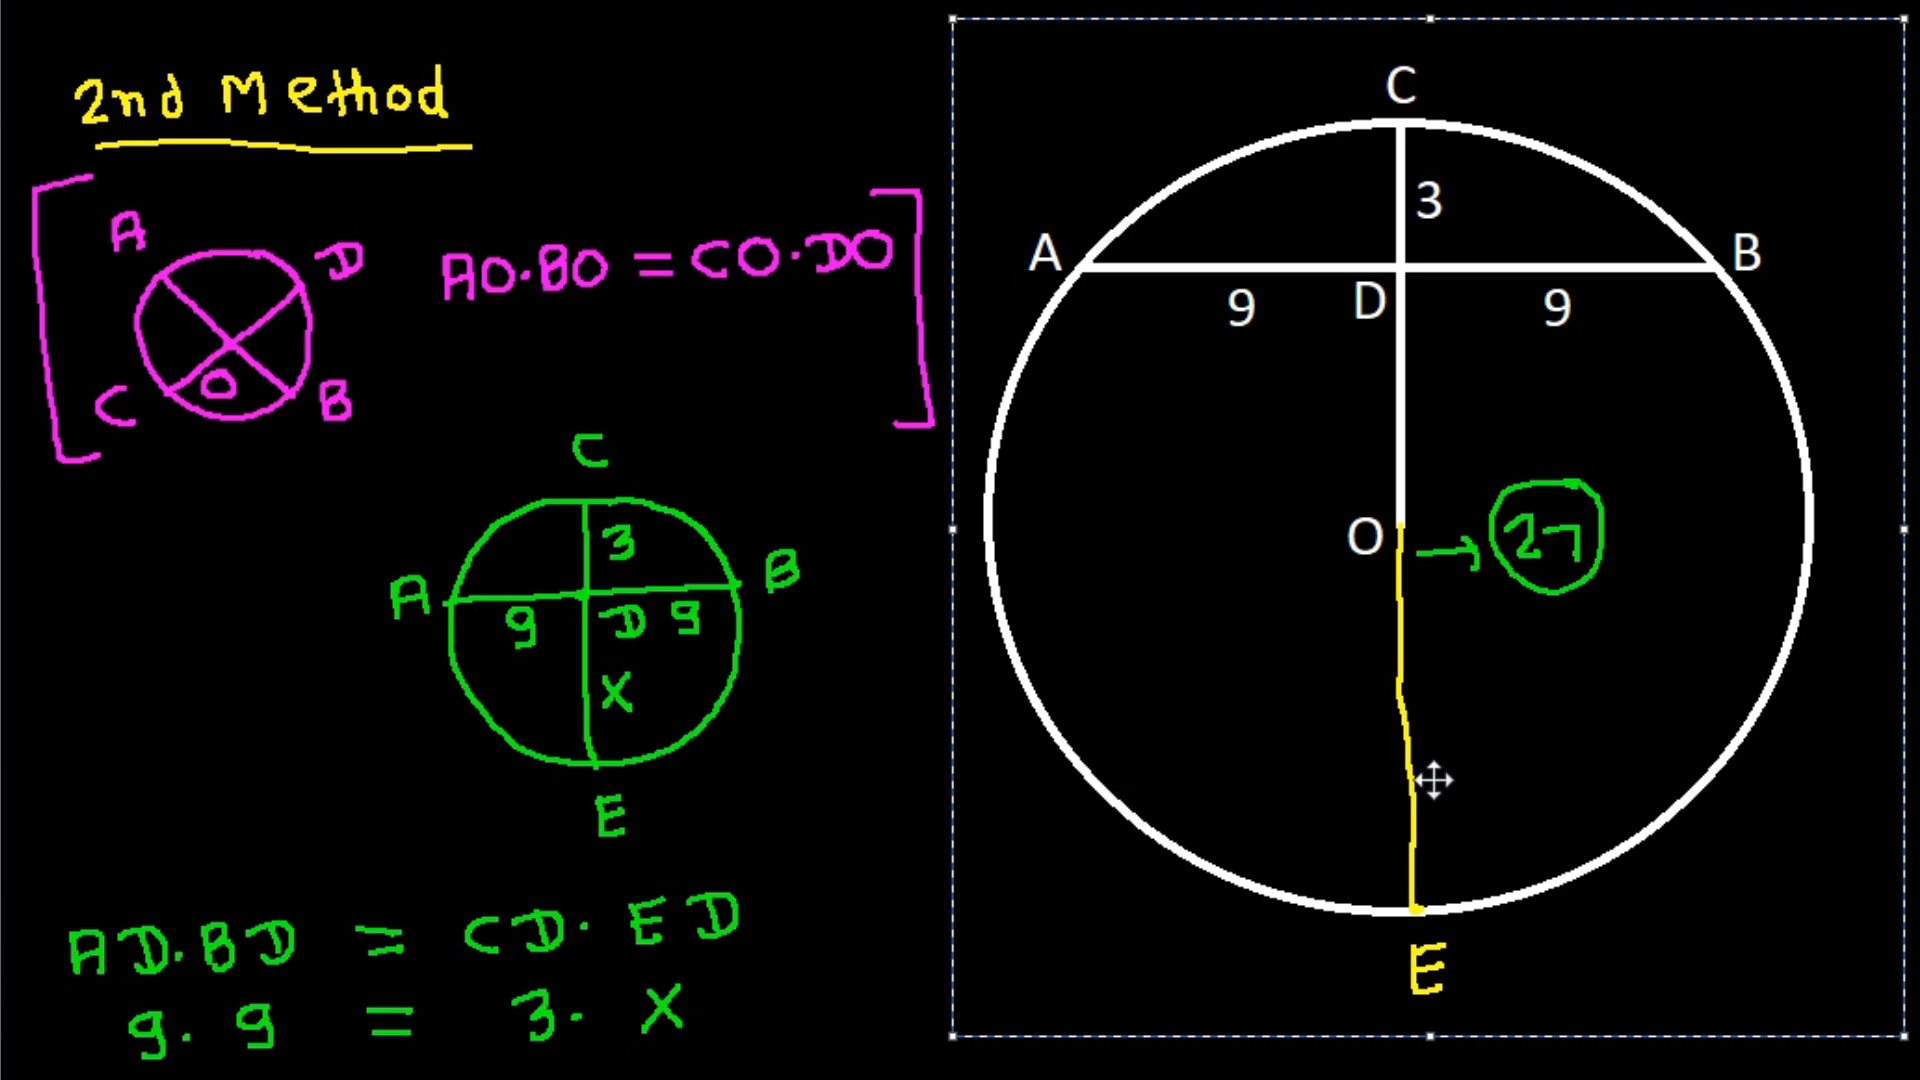 2nd Method
A D
AO.BO = CO.DO
C O B
C
3
A B
9 D 9
X
E
AD.BD = CD.ED
9.9 = 3.X
C
3
A B
9 D 9
O → 27
E